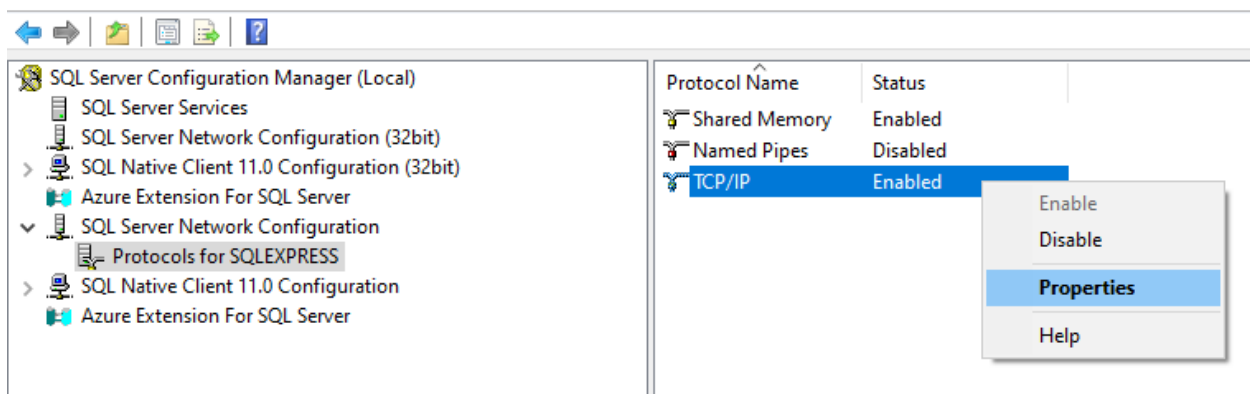 SQL Server Configuration Manager (Local)
SQL Server Services
SQL Server Network Configuration (32bit)
SQL Native Client 11.0 Configuration (32bit)
Azure Extension For SQL Server
SQL Server Network Configuration
Protocols for SQLEXPRESS
SQL Native Client 11.0 Configuration
Azure Extension For SQL Server
Protocol Name Status
Shared Memory Enabled
Named Pipes Disabled
TCP/IP Enabled
Enable
Disable
Properties
Help